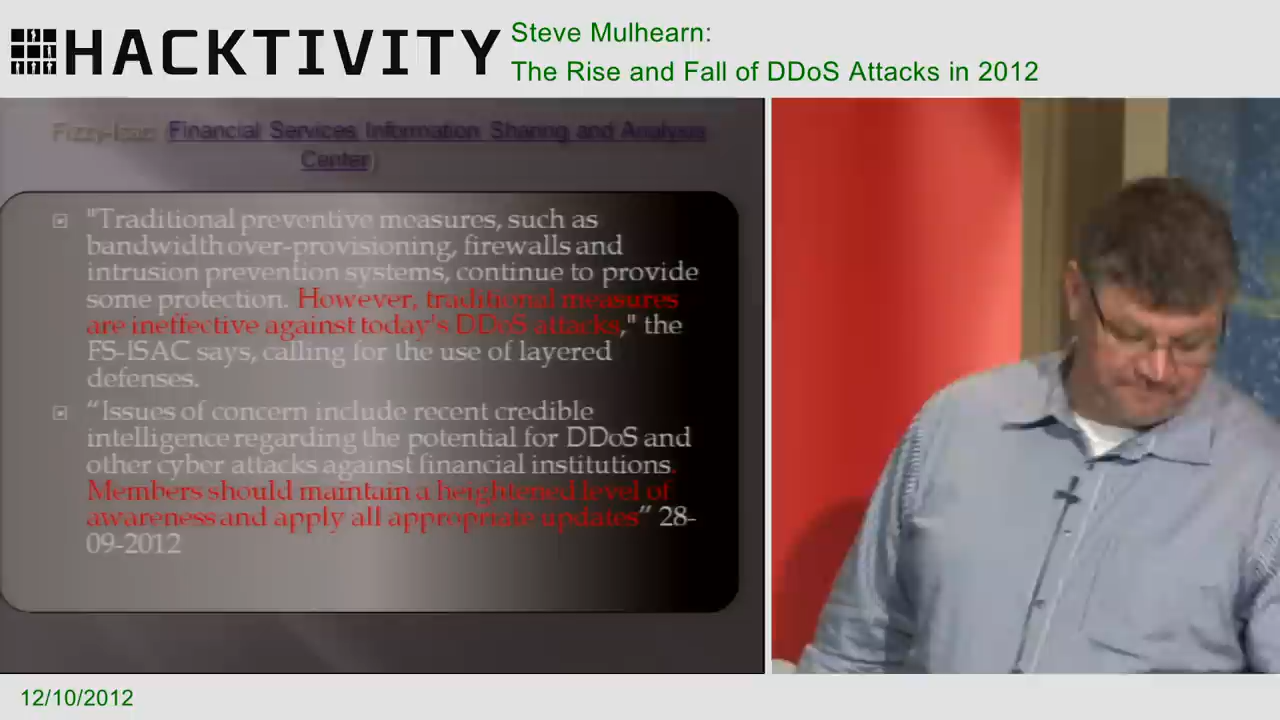 HACKTIVITY
Steve Mulhearn:
The Rise and Fall of DDoS Attacks in 2012
Fizzy-Isac (Financial Services Information Sharing and Analysis
Center)
"Traditional preventive measures, such as
bandwidth over-provisioning, firewalls and
intrusion prevention systems, continue to provide
some protection. However, traditional measures
are ineffective against today's DDoS attacks," the
FS-ISAC says, calling for the use of layered
defenses.
“Issues of concern include recent credible
intelligence regarding the potential for DDoS and
other cyber attacks against financial institutions.
Members should maintain a heightened level of
awareness and apply all appropriate updates” 28-
09-2012
12/10/2012